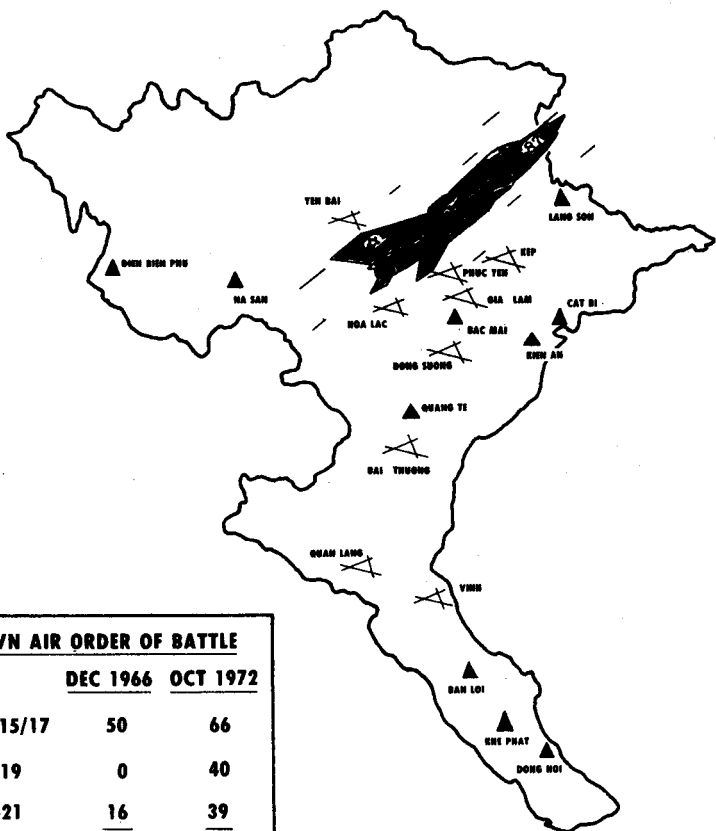 YEN BAI
LANG SON
KEP
DIEN BIEN PHU
PHUC YEN
NA SAN
GIA LAM
CAT BI
HOA LAC
BAC MAI
KIEN AN
DONG SUONG
QUANG TE
BAI THUONG
QUAN LANG
VINH
VN AIR ORDER OF BATTLE
DEC 1966 OCT 1972
15/17 50 66
19 0 40
21 16 39
BAN LOI
KHE PHAT
DONG HOI